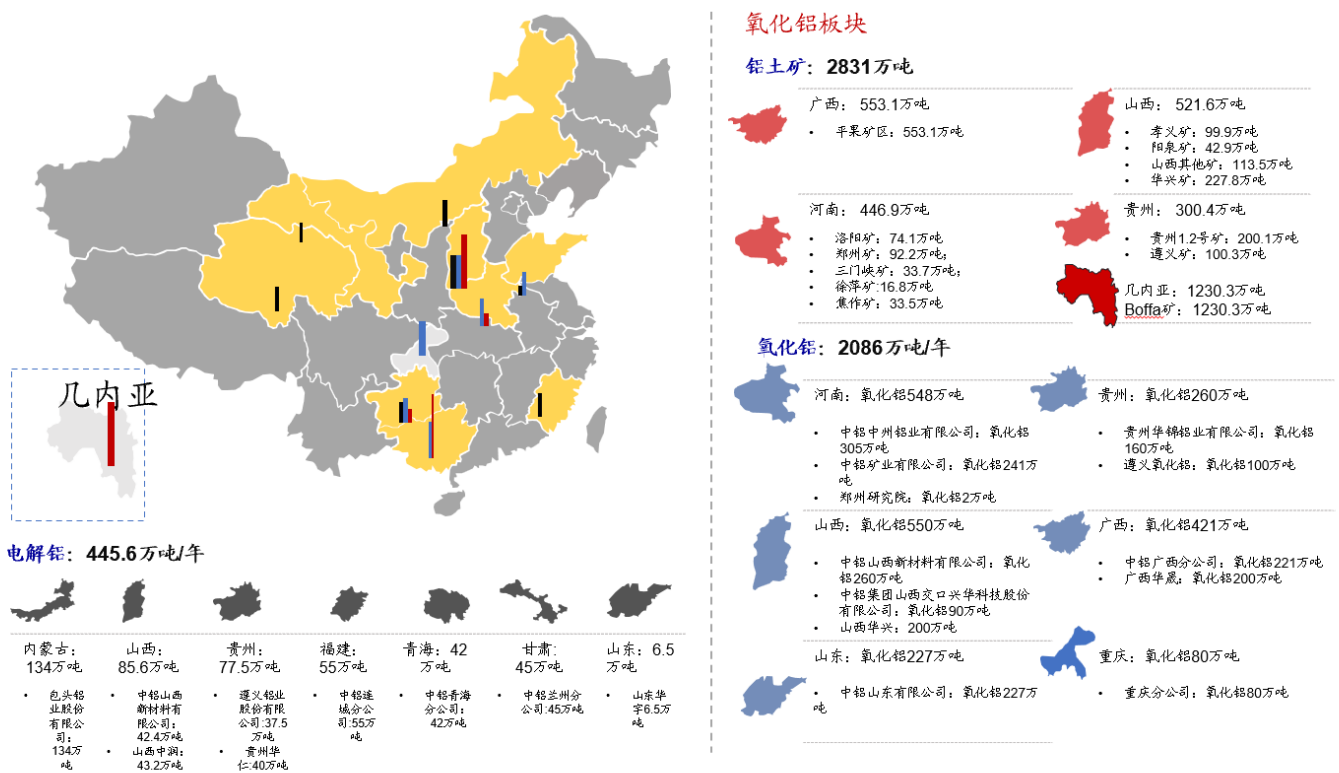 几内亚
电解铝：445.6万吨/年
内蒙古：
134万吨
• 包头铝
业股份
有限公
司：
134万
吨
山西：
85.6万吨
• 中铝山西
新材料有
限公司：
42.4万吨
• 山西中润：
43.2万吨
贵州：
77.5万吨
• 遵义铝业
股份有限
公司:37.5
万吨
• 贵州华
仁:40万吨
福建：
55万吨
• 中铝连
城分公
司:55万
吨
青海：42
万吨
• 中铝青海
分公司：
42万吨
甘肃:
45万吨
• 中铝兰州分
公司:45万吨
山东：6.5
万吨
• 山东华
宇6.5万
吨
氧化铝板块
铝土矿：2831万吨
广西：553.1万吨
• 平果矿区：553.1万吨
山西：521.6万吨
• 孝义矿：99.9万吨
• 阳泉矿：42.9万吨
• 山西其他矿：113.5万吨
• 华兴矿：227.8万吨
河南：446.9万吨
• 洛阳矿：74.1万吨
• 郑州矿：92.2万吨；
• 三门峡矿：33.7万吨；
• 徐萍矿:16.8万吨
• 焦作矿：33.5万吨
贵州：300.4万吨
• 贵州1.2号矿：200.1万吨
• 遵义矿：100.3万吨
几内亚：1230.3万吨
Boffa矿：1230.3万吨
氧化铝：2086万吨/年
河南：氧化铝548万吨
• 中铝中州铝业有限公司：氧化铝
305万吨
• 中铝矿业有限公司：氧化铝241万
吨
• 郑州研究院：氧化铝2万吨
贵州：氧化铝260万吨
• 贵州华锦铝业有限公司：氧化铝
160万吨
• 遵义氧化铝：氧化铝100万吨
山西：氧化铝550万吨
• 中铝山西新材料有限公司：氧化
铝260万吨
• 中铝集团山西交口兴华科技股份
有限公司：氧化铝90万吨
• 山西华兴：200万吨
广西：氧化铝421万吨
• 中铝广西分公司：氧化铝221万吨
• 广西华晟：氧化铝200万吨
山东：氧化铝227万吨
• 中铝山东有限公司：氧化铝227万
吨
重庆：氧化铝80万吨
• 重庆分公司：氧化铝80万吨